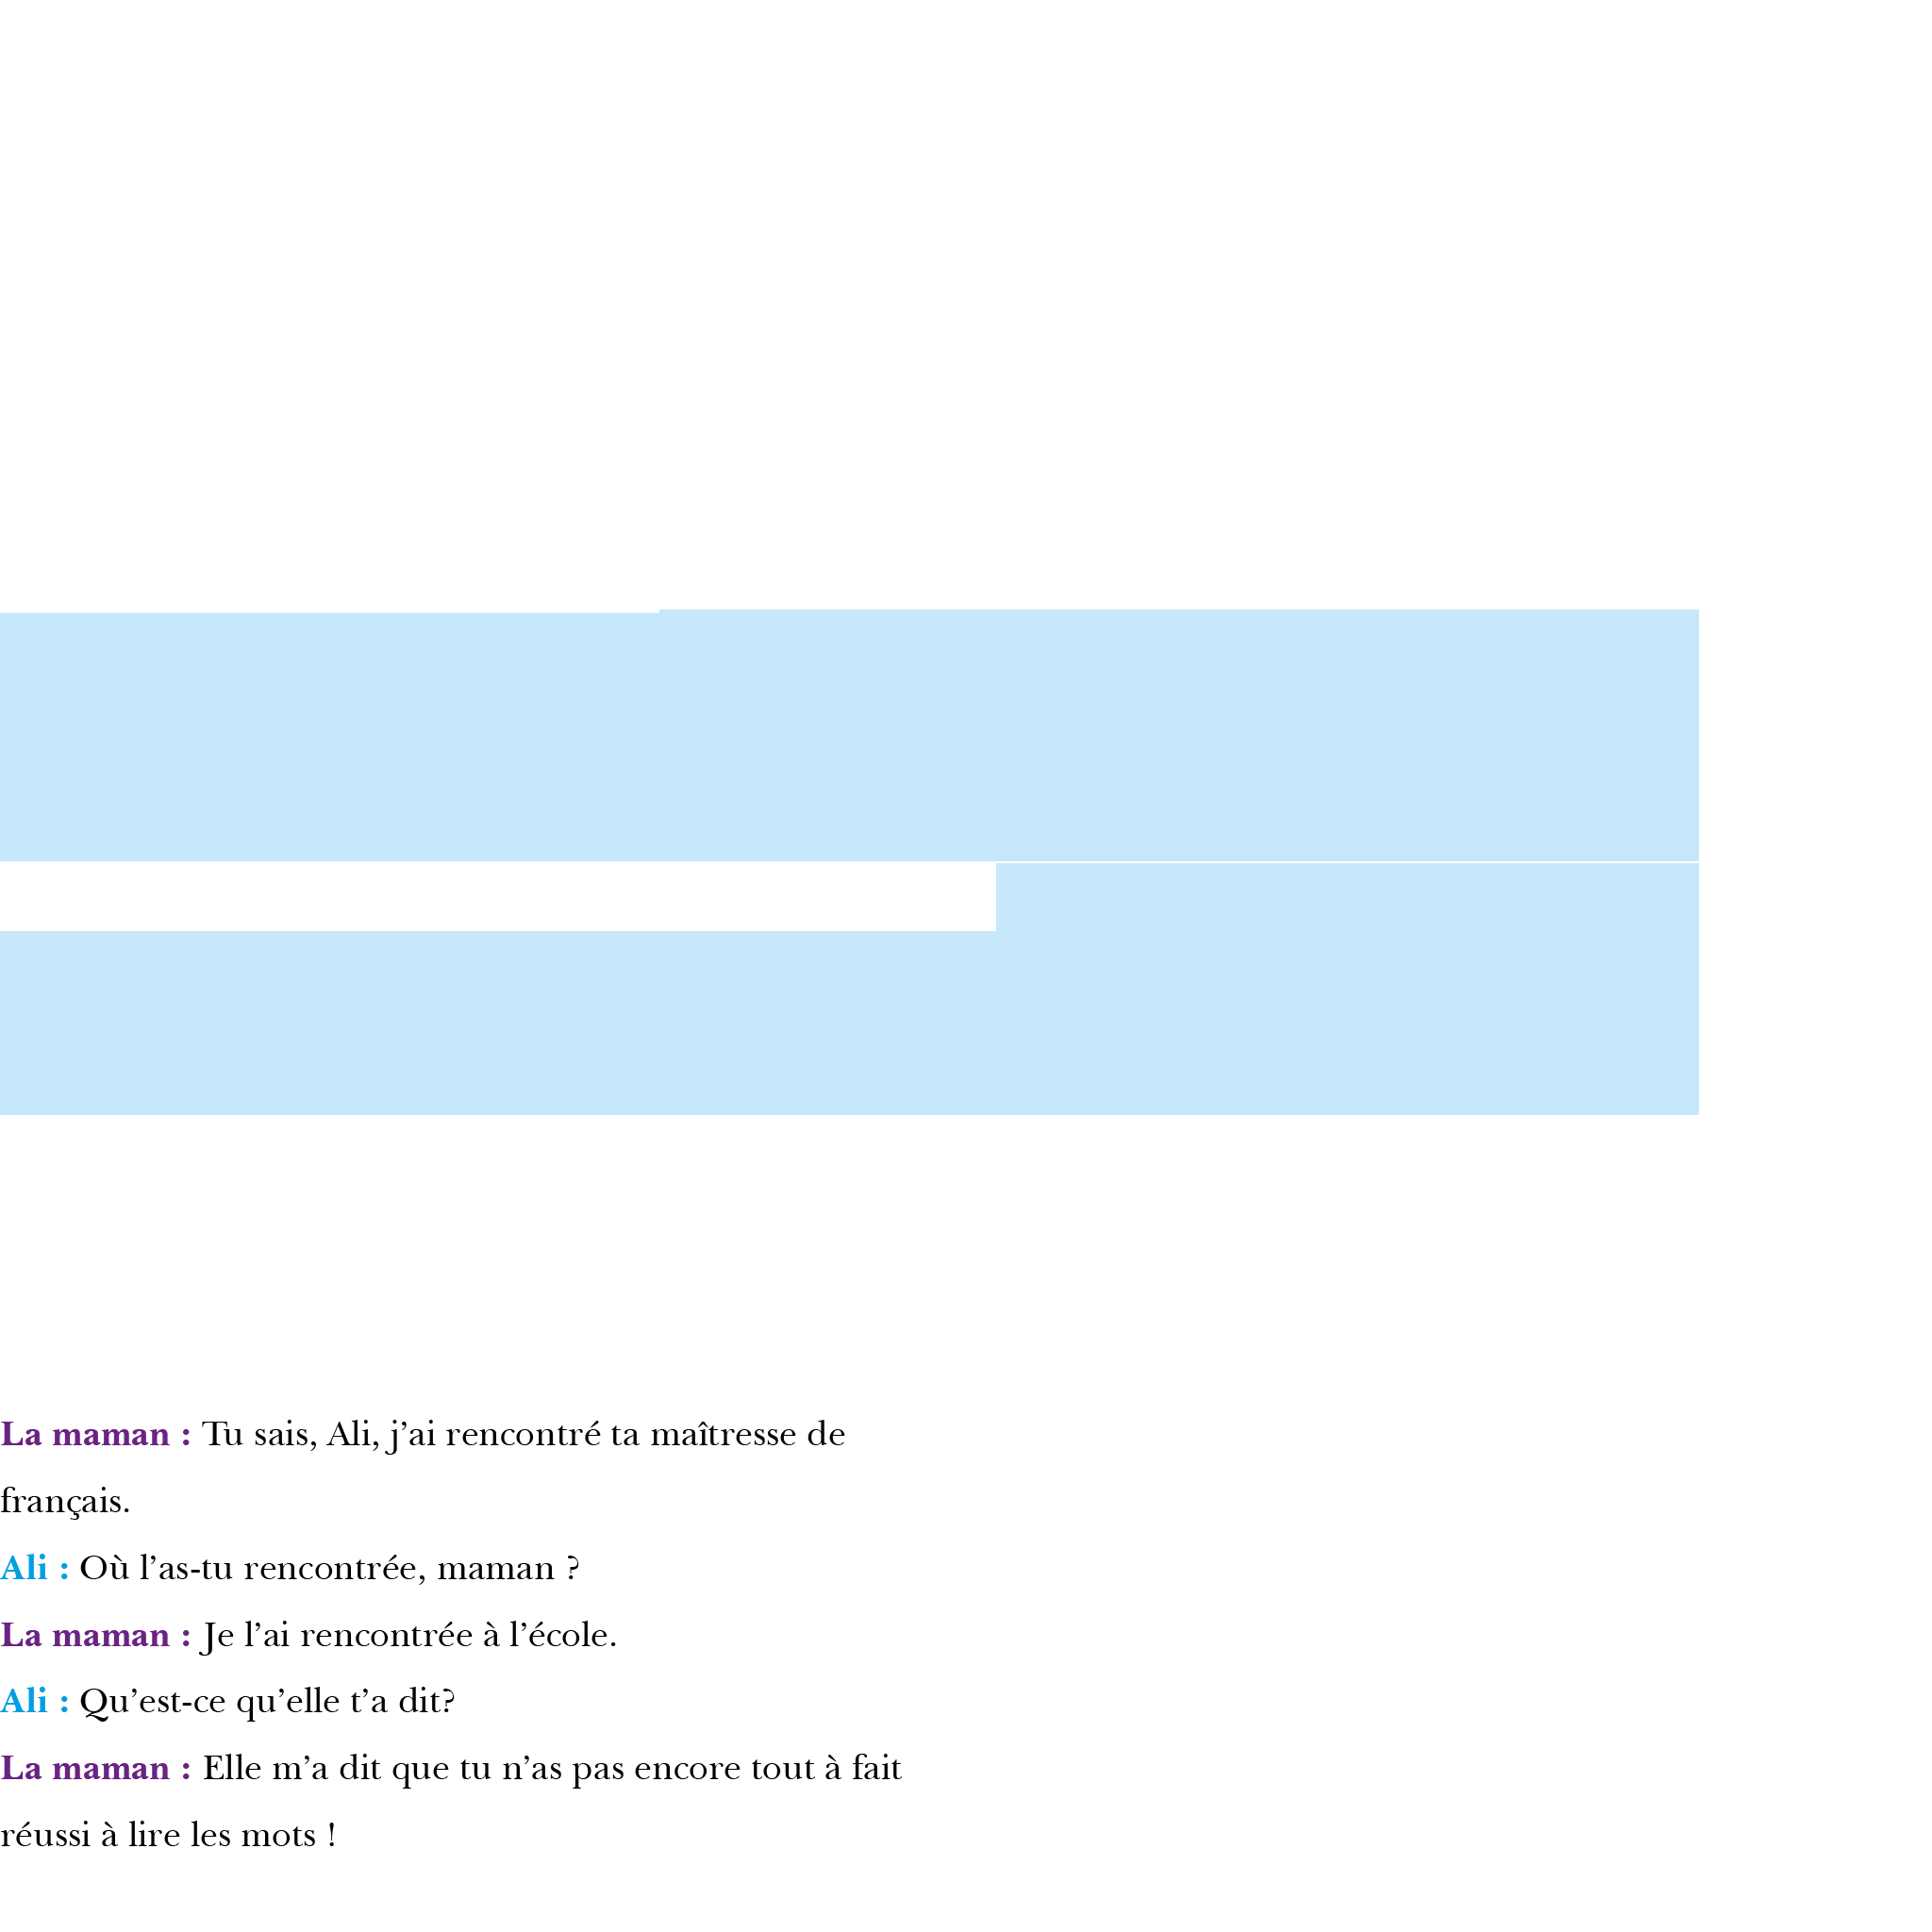 La maman : Tu sais, Ali, j’ai rencontré ta maîtresse de
français.
Ali : Où l’as-tu rencontrée, maman ?
La maman : Je l’ai rencontrée à l’école.
Ali : Qu’est-ce qu’elle t’a dit?
La maman : Elle m’a dit que tu n’as pas encore tout à fait
réussi à lire les mots !